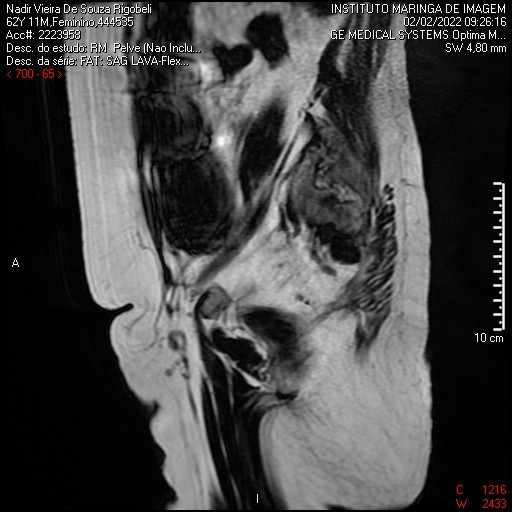 Nadir Vieira De Souza Rigobeli
62Y 11M,Feminino,444535
Acc#: 2223958
Desc. do estudo: RM Pelve (Nao Inclu...
Desc. da série: FAT: SAG LAVA-Flex...
< 700 - 65 >
INSTITUTO MARINGA DE IMAGEM
02/02/2022 09:26:16
GE MEDICAL SYSTEMS Optima M...
SW 4,80 mm
A
10 cm
I
C 1216
W 2433